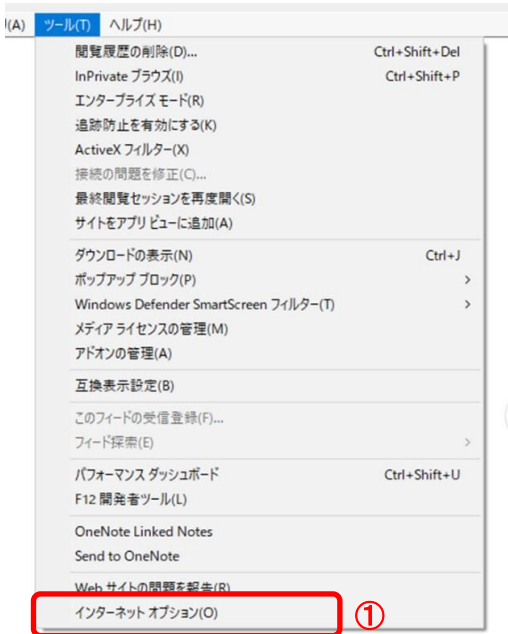 (A) ツール(T) ヘルプ(H)
閲覧履歴の削除(D)... Ctrl+Shift+Del
InPrivate ブラウズ(I) Ctrl+Shift+P
エンタープライズ モード(R)
追跡防止を有効にする(K)
ActiveX フィルター(X)
接続の問題を修正(C)...
最終閲覧セッションを再度開く(S)
サイトをアプリ ビューに追加(A)
ダウンロードの表示(N) Ctrl+J
ポップアップ ブロック(P)
Windows Defender SmartScreen フィルター(T)
メディア ライセンスの管理(M)
アドオンの管理(A)
互換表示設定(B)
このフィードの受信登録(F)...
フィード探索(E)
パフォーマンス ダッシュボード Ctrl+Shift+U
F12 開発者ツール(L)
OneNote Linked Notes
Send to OneNote
Web サイトの問題を報告(R)
インターネット オプション(O) ①